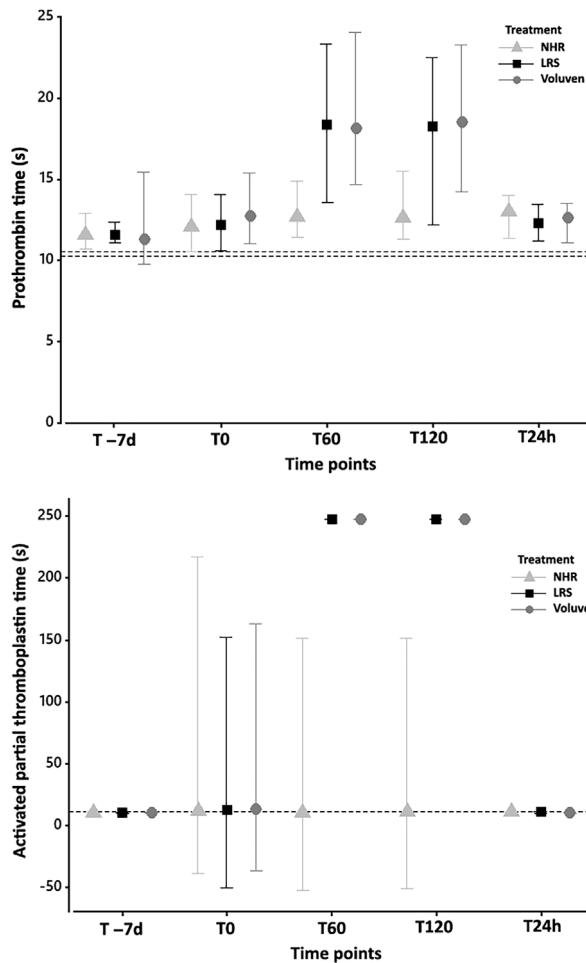 25
20
15
10
5
0
Prothrombin time (s)
Treatment
NHR
LRS
Voluven
T –7d
T0
T60
T120
T24h
Time points
250
200
150
100
50
0
-50
Activated partial thromboplastin time (s)
Treatment
NHR
LRS
Voluve
T –7d
T0
T60
T120
T24h
Time points